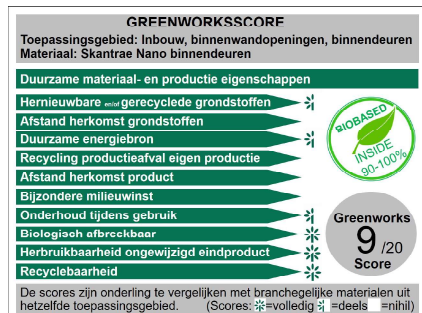 GREENWORKSSCORE
Toepassingsgebied: Inbouw, binnenwandopeningen, binnendeuren
Materiaal: Skantrae Nano binnendeuren
Duurzame materiaal- en productie eigenschappen
Hernieuwbare en/of gerecyclede grondstoffen
Afstand herkomst grondstoffen
Duurzame energiebron
Recycling productieafval eigen productie
Afstand herkomst product
Bijzondere milieuwinst
Onderhoud tijdens gebruik
Biologisch afbreekbaar
Herbruikbaarheid ongewijzigd eindproduct
Recyclebaarheid
BIOBASED
INSIDE
90-100%
Greenworks
9 /20
Score
De scores zijn onderling te vergelijken met branchegelijke materialen uit
hetzelfde toepassingsgebied. (Scores: =volledig =deels =nihil)